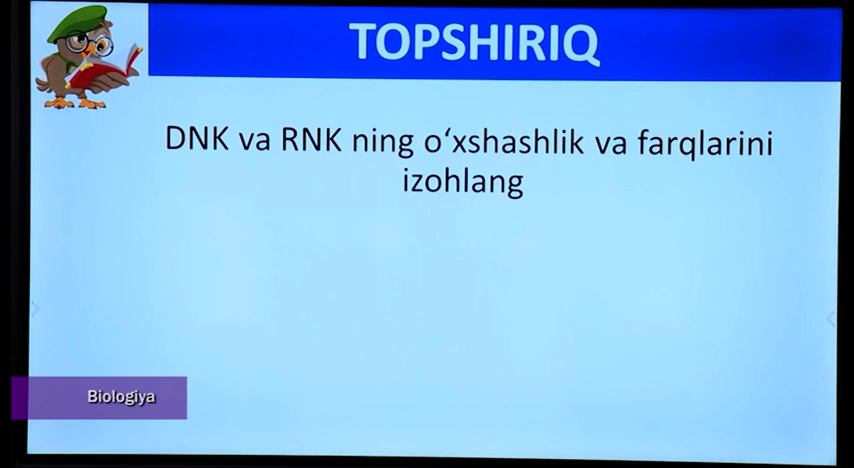 TOPSHIRIQ
DNK va RNK ning o‘xshashlik va farqlarini
izohlang
Biologiya